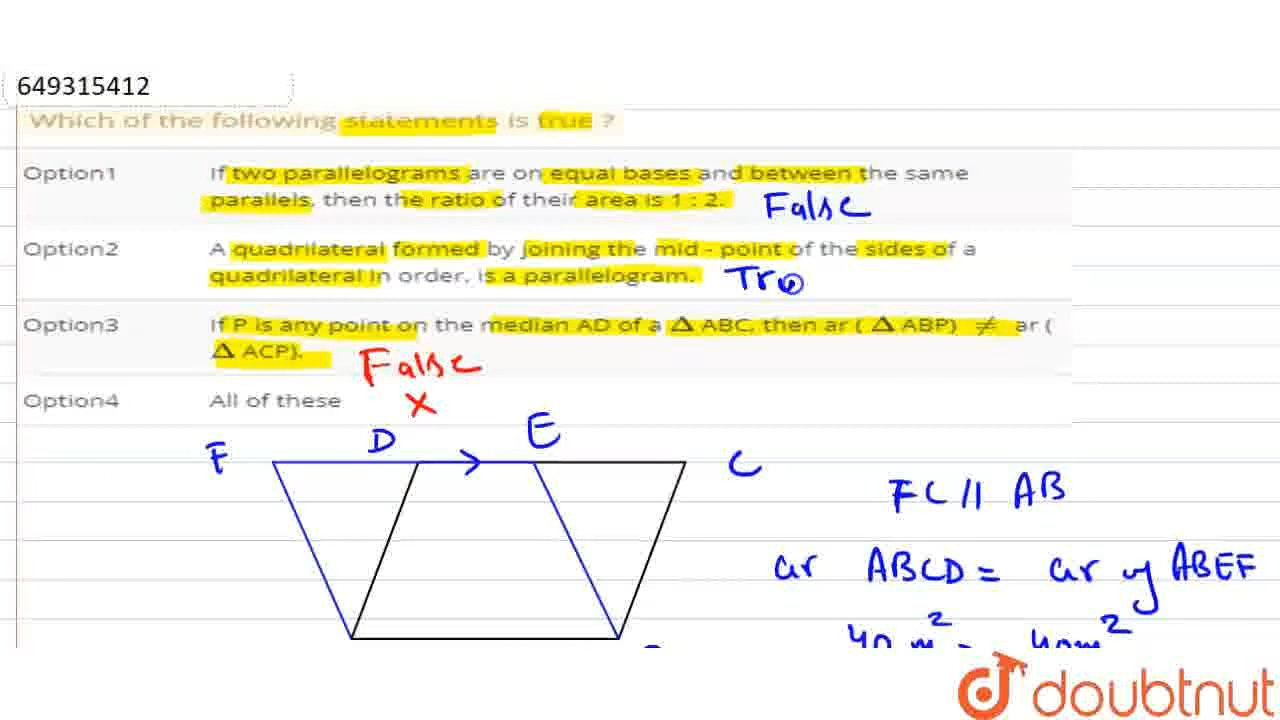 649315412
Which of the following statements is true ?
Option1 If two parallelograms are on equal bases and between the same
parallels, then the ratio of their area is 1 : 2. False
Option2 A quadrilateral formed by joining the mid - point of the sides of a
quadrilateral in order, is a parallelogram.
Option3 If P is any point on the median AD of a Δ ABC, then ar ( Δ ABP) ≠ ar (
Δ ACP). False
Option4 All of these ×
F D E C
FC // AB
ar ABCD = ar of ABEF
40 m² = 40m²
doubtnut